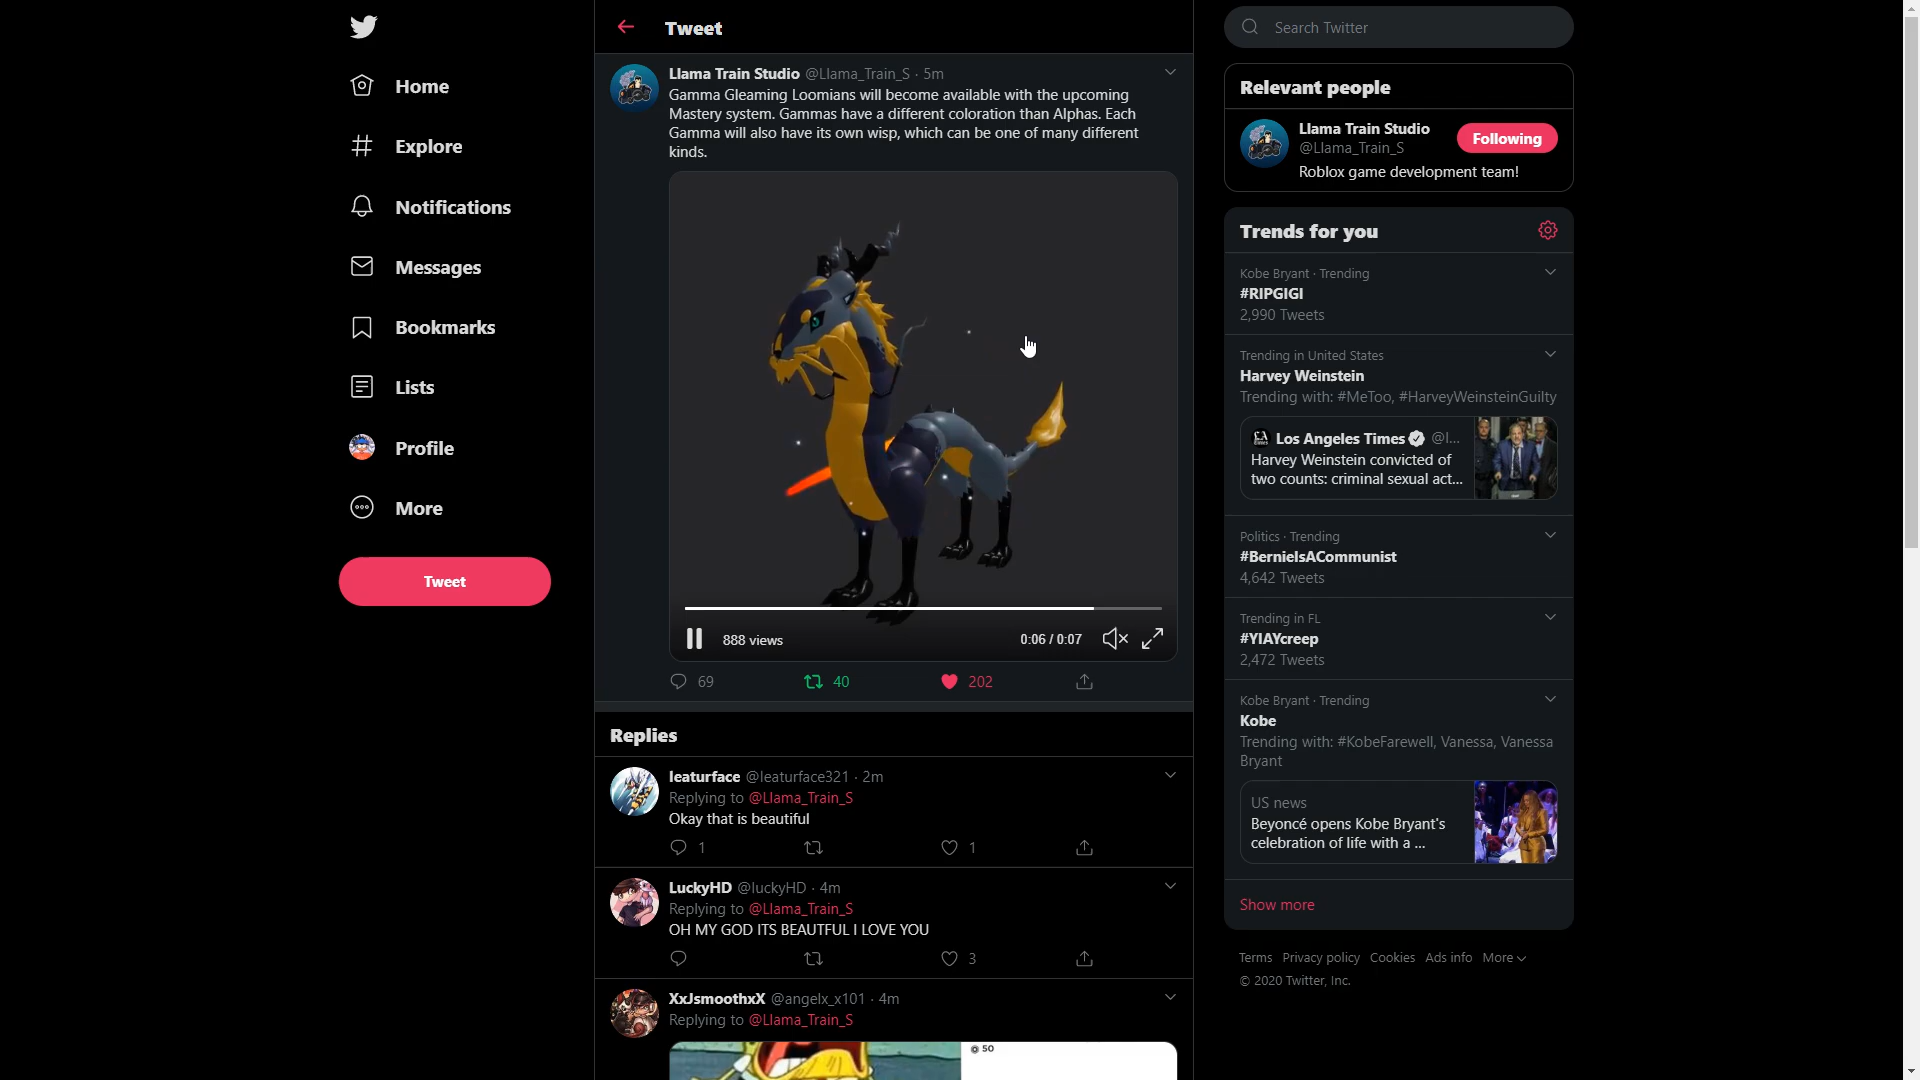 Home
Explore
Notifications
Messages
Bookmarks
Lists
Profile
More
Tweet
Tweet
Llama Train Studio @Llama_Train_S · 5m
Gamma Gleaming Loomians will become available with the upcoming
Mastery system. Gammas have a different coloration than Alphas. Each
Gamma will also have its own wisp, which can be one of many different
kinds.
888 views
0:06 / 0:07
69 40 202
Replies
leaturface @leaturface321 · 2m
Replying to @Llama_Train_S
Okay that is beautiful
1 1
LuckyHD @luckyHD · 4m
Replying to @Llama_Train_S
OH MY GOD ITS BEAUTFUL I LOVE YOU
3
XxJsmoothxX @angelx_x101 · 4m
Replying to @Llama_Train_S
50
Search Twitter
Relevant people
Llama Train Studio
@Llama_Train_S
Following
Roblox game development team!
Trends for you
Kobe Bryant · Trending
#RIPGIGI
2,990 Tweets
Trending in United States
Harvey Weinstein
Trending with: #MeToo, #HarveyWeinsteinGuilty
Los Angeles Times @l...
Harvey Weinstein convicted of
two counts: criminal sexual act...
Politics · Trending
#BernieIsACommunist
4,642 Tweets
Trending in FL
#YIAYcreep
2,472 Tweets
Kobe Bryant · Trending
Kobe
Trending with: #KobeFarewell, Vanessa, Vanessa
Bryant
US news
Beyoncé opens Kobe Bryant's
celebration of life with a ...
Show more
Terms Privacy policy Cookies Ads info More
© 2020 Twitter, Inc.